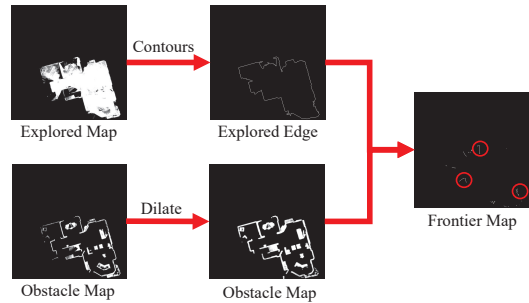 Contours
Explored Map
Explored Edge
Dilate
Frontier Map
Obstacle Map
Obstacle Map